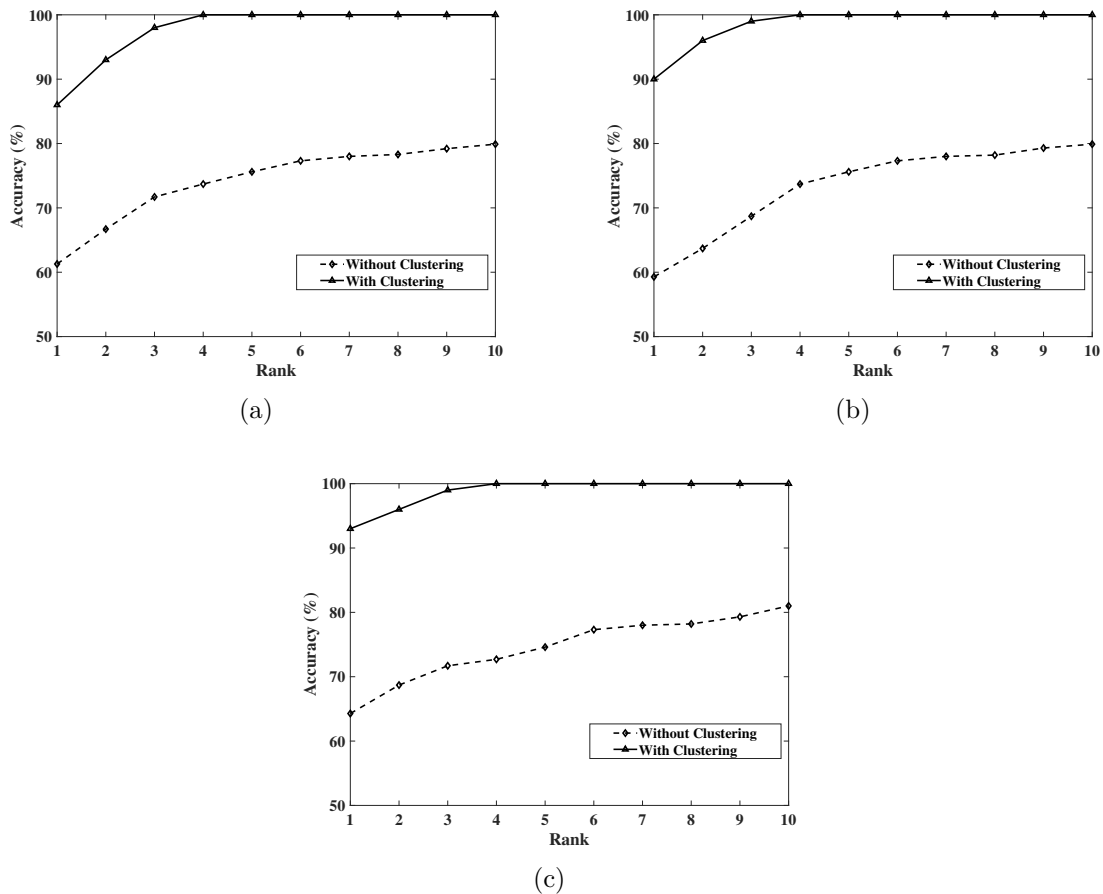 100
90
80
70
60
50
Accuracy (%)
1 2 3 4 5 6 7 8 9 10
Rank
Without Clustering
With Clustering
(a)
100
90
80
70
60
50
Accuracy (%)
1 2 3 4 5 6 7 8 9 10
Rank
Without Clustering
With Clustering
(b)
100
90
80
70
60
50
Accuracy (%)
1 2 3 4 5 6 7 8 9 10
Rank
Without Clustering
With Clustering
(c)